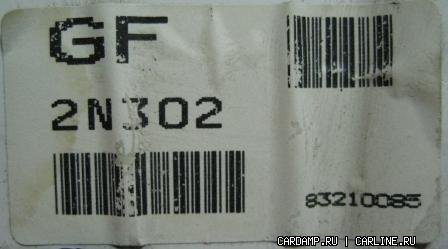 GF
2N302
83210085
CARDAMP.RU | CARLINE.RU